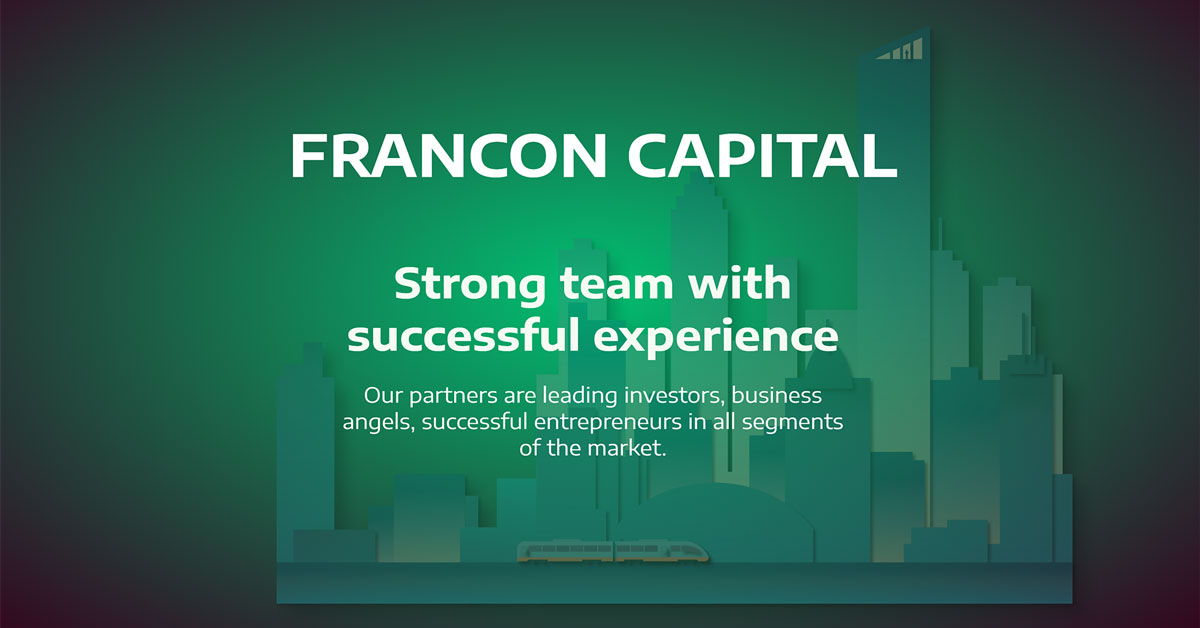 FRANCON CAPITAL
Strong team with
successful experience
Our partners are leading investors, business
angels, successful entrepreneurs in all segments
of the market.